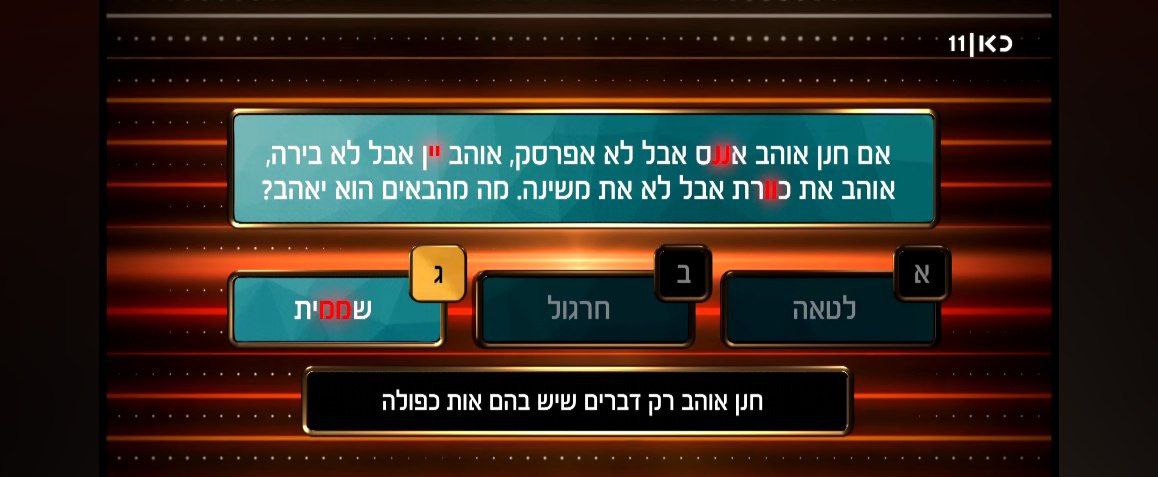 כאן|11
אם חנן אוהב אננס אבל לא אפרסק, אוהב יין אבל לא בירה,
אוהב את כוורת אבל לא את משינה. מה מהבאים הוא יאהב?
א
לטאה
ב
חרגול
ג
שממית
חנן אוהב רק דברים שיש בהם אות כפולה